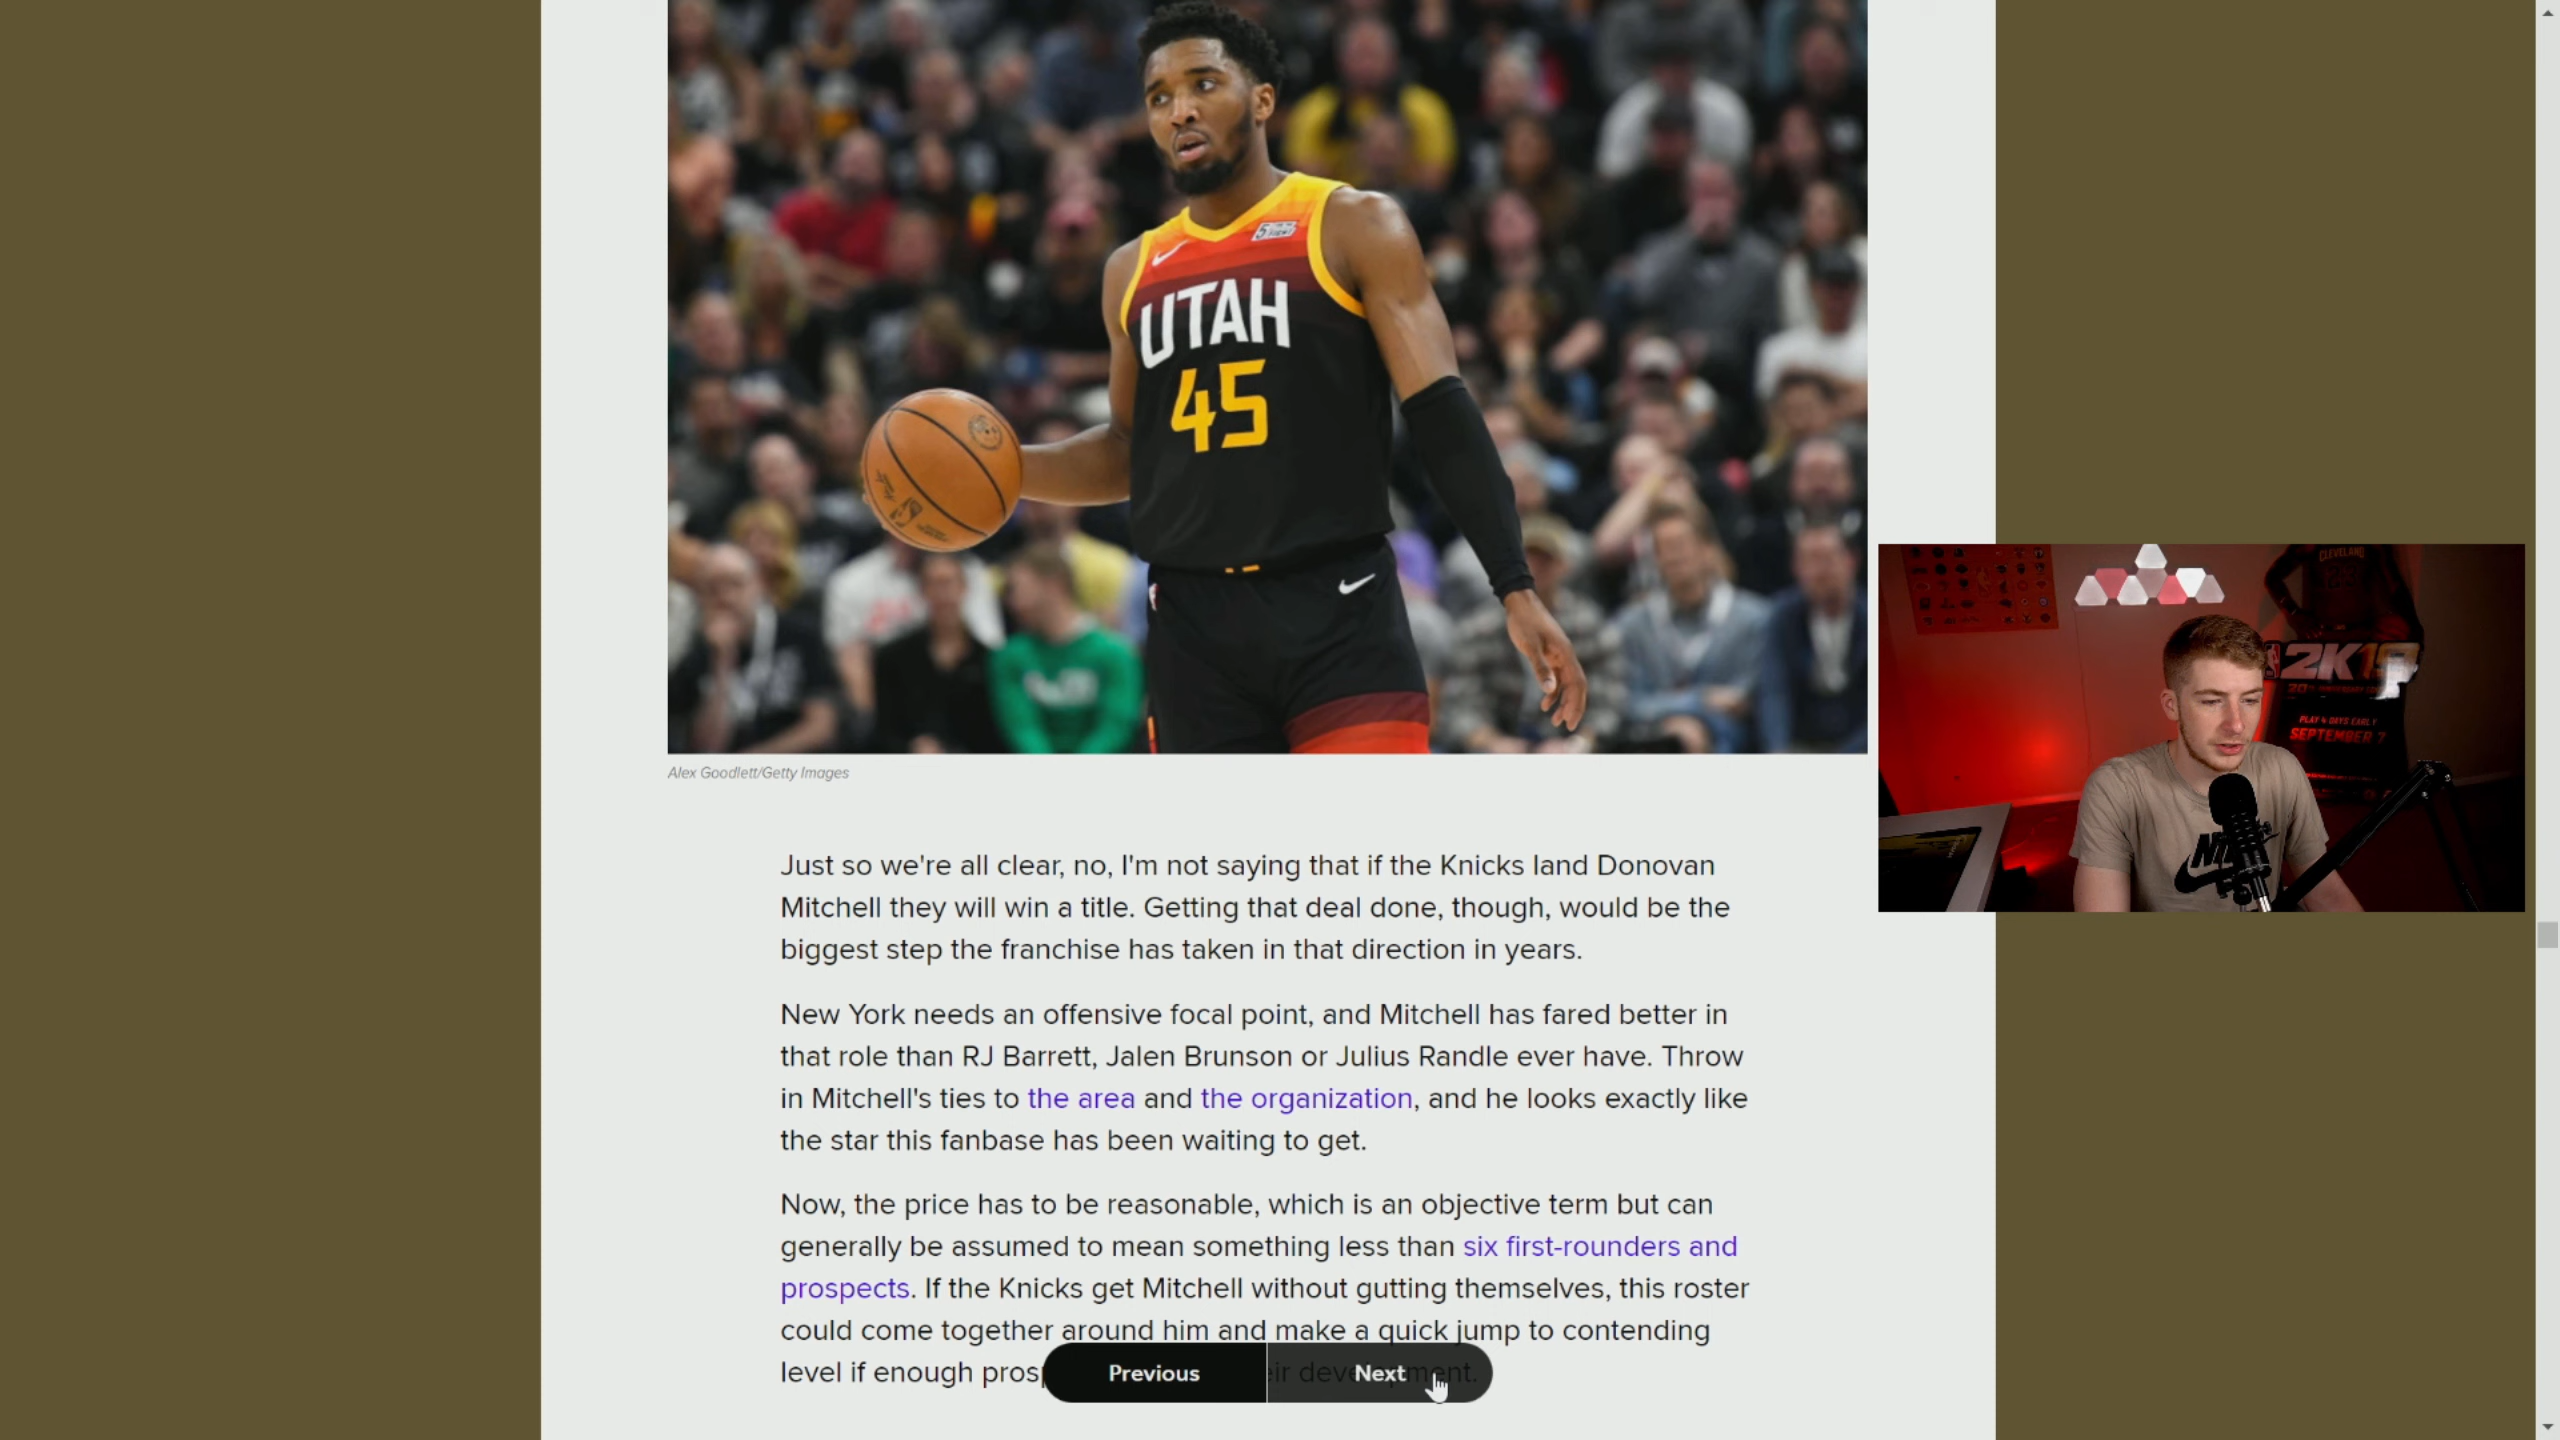 UTAH
45
Alex Goodlett/Getty Images
CLEVELAND
23
2K19
PLAY 4 DAYS EARLY
SEPTEMBER 7
Just so we're all clear, no, I'm not saying that if the Knicks land Donovan
Mitchell they will win a title. Getting that deal done, though, would be the
biggest step the franchise has taken in that direction in years.
New York needs an offensive focal point, and Mitchell has fared better in
that role than RJ Barrett, Jalen Brunson or Julius Randle ever have. Throw
in Mitchell's ties to the area and the organization, and he looks exactly like
the star this fanbase has been waiting to get.
Now, the price has to be reasonable, which is an objective term but can
generally be assumed to mean something less than six first-rounders and
prospects. If the Knicks get Mitchell without gutting themselves, this roster
could come together around him and make a quick jump to contending
level if enough
Previous
Next